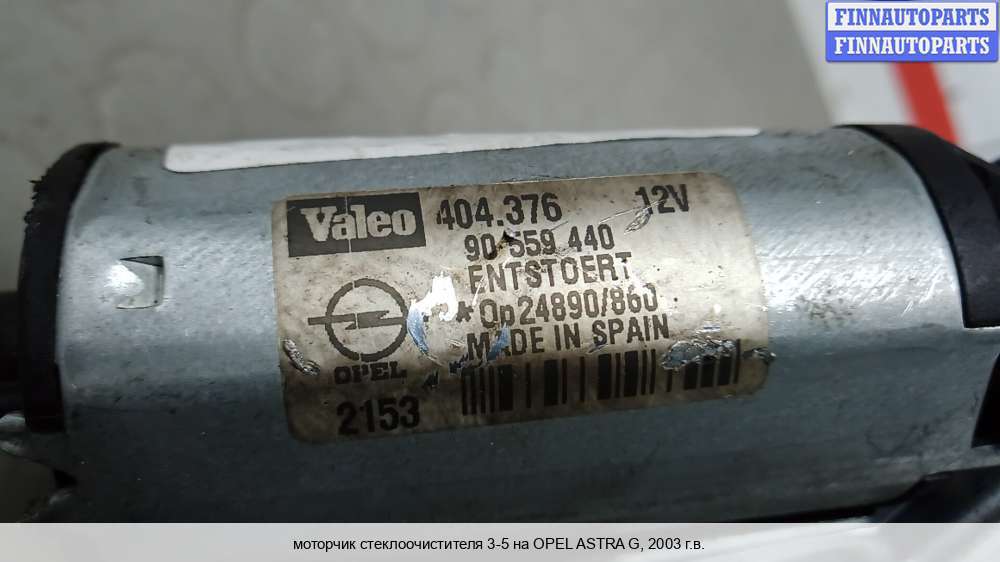 FINNAUTOPARTS
FINNAUTOPARTS
Valeo 404.376 12V
90 559 440
ENTSTOERT
*Op24890/860
MADE IN SPAIN
OPEL
2153
моторчик стеклоочистителя 3-5 на OPEL ASTRA G, 2003 г.в.